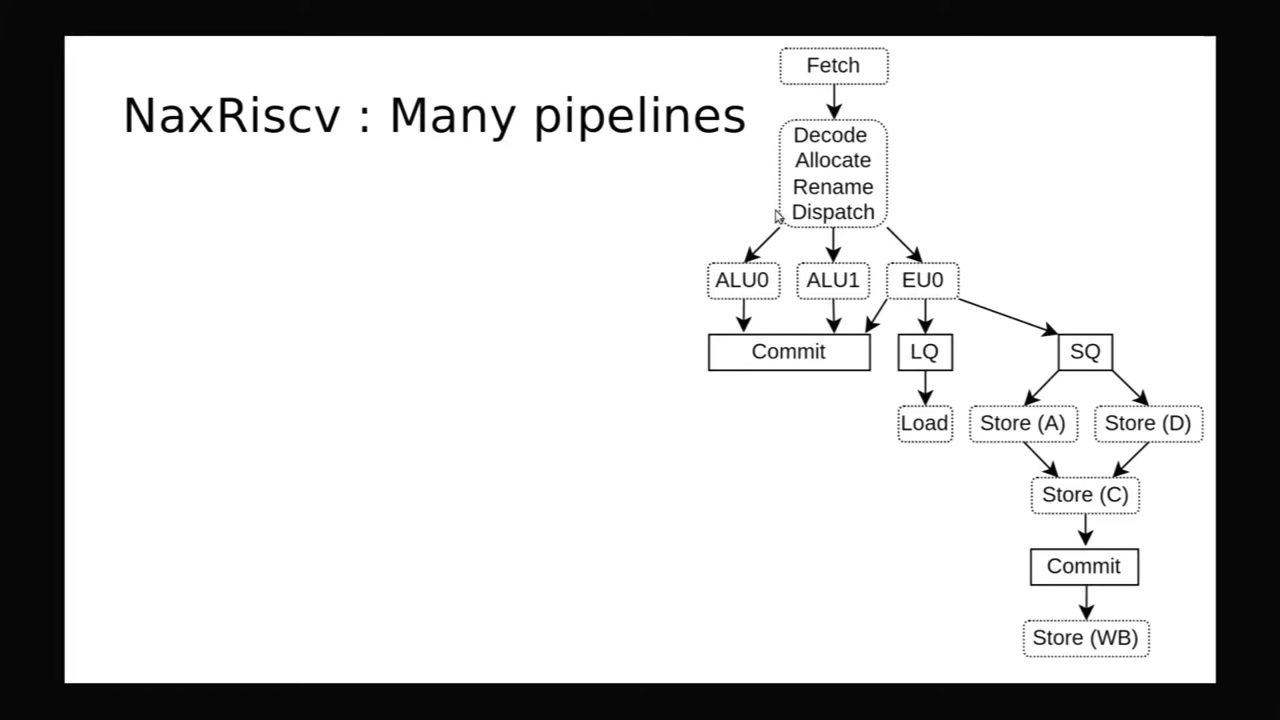 NaxRiscv : Many pipelines
Fetch
Decode
Allocate
Rename
Dispatch
ALU0
ALU1
EU0
Commit
LQ
SQ
Load
Store (A)
Store (D)
Store (C)
Commit
Store (WB)